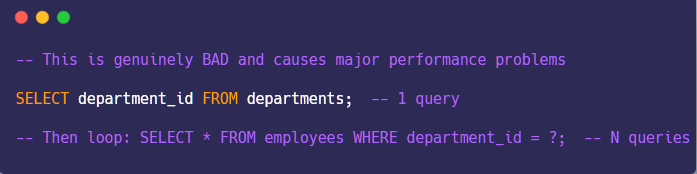 -- This is genuinely BAD and causes major performance problems
SELECT department_id FROM departments;  -- 1 query
-- Then loop: SELECT * FROM employees WHERE department_id = ?;  -- N queries